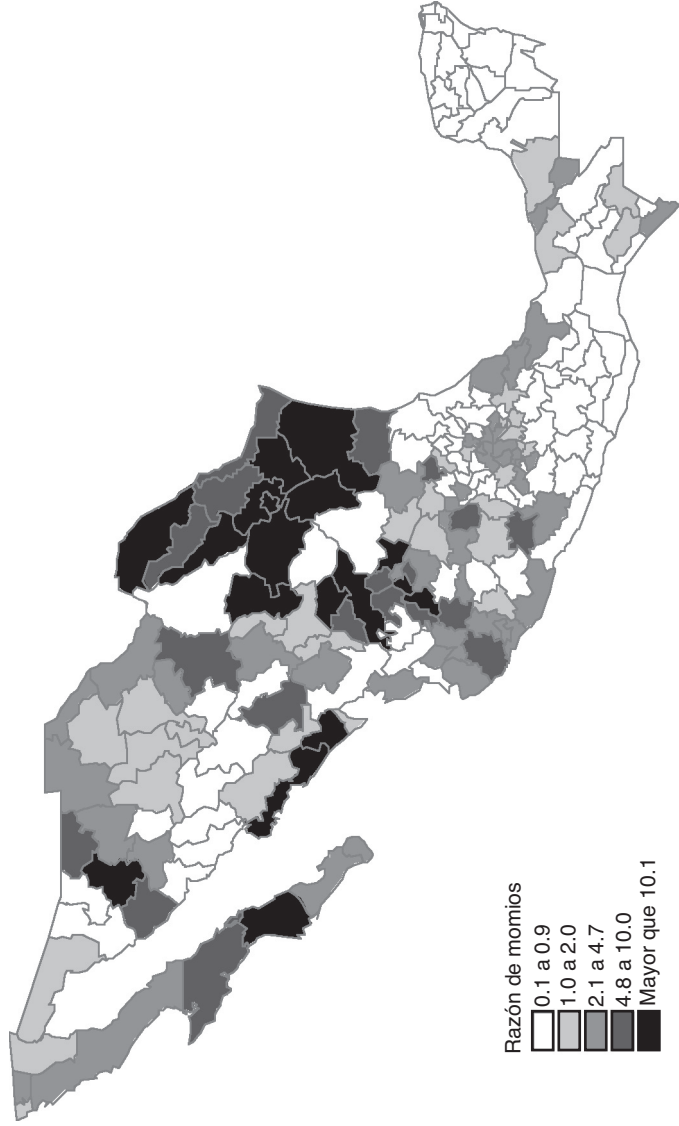 Razón de momios
0.1 a 0.9
1.0 a 2.0
2.1 a 4.7
4.8 a 10.0
Mayor que 10.1